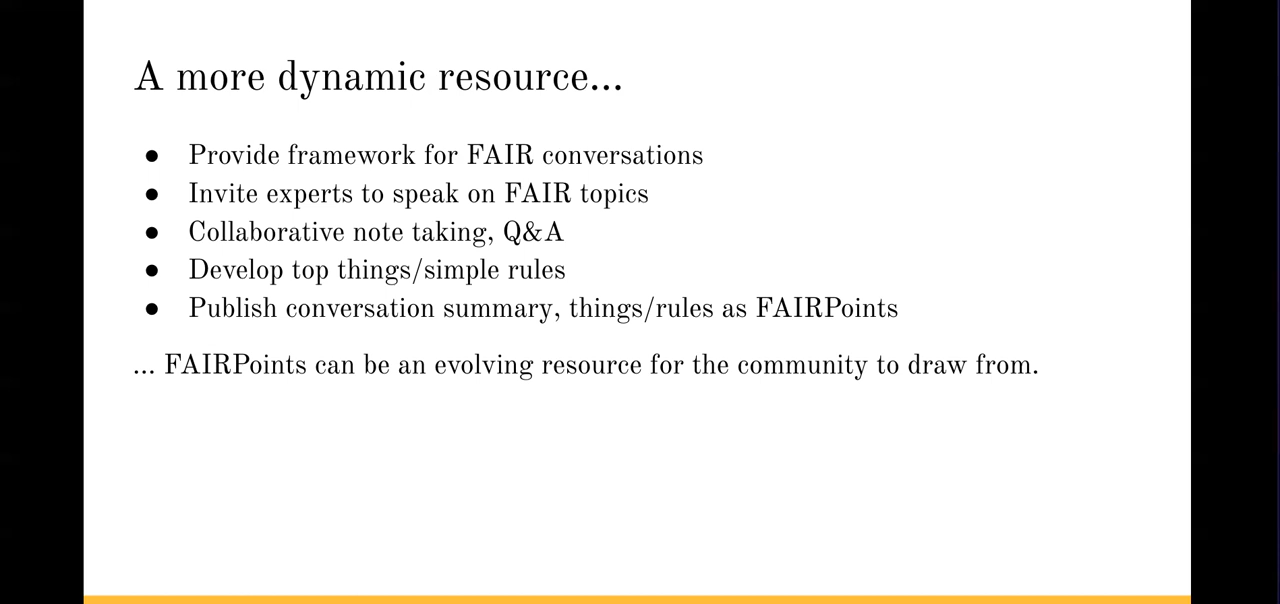 A more dynamic resource...
● Provide framework for FAIR conversations
● Invite experts to speak on FAIR topics
● Collaborative note taking, Q&A
● Develop top things/simple rules
● Publish conversation summary, things/rules as FAIRPoints
... FAIRPoints can be an evolving resource for the community to draw from.